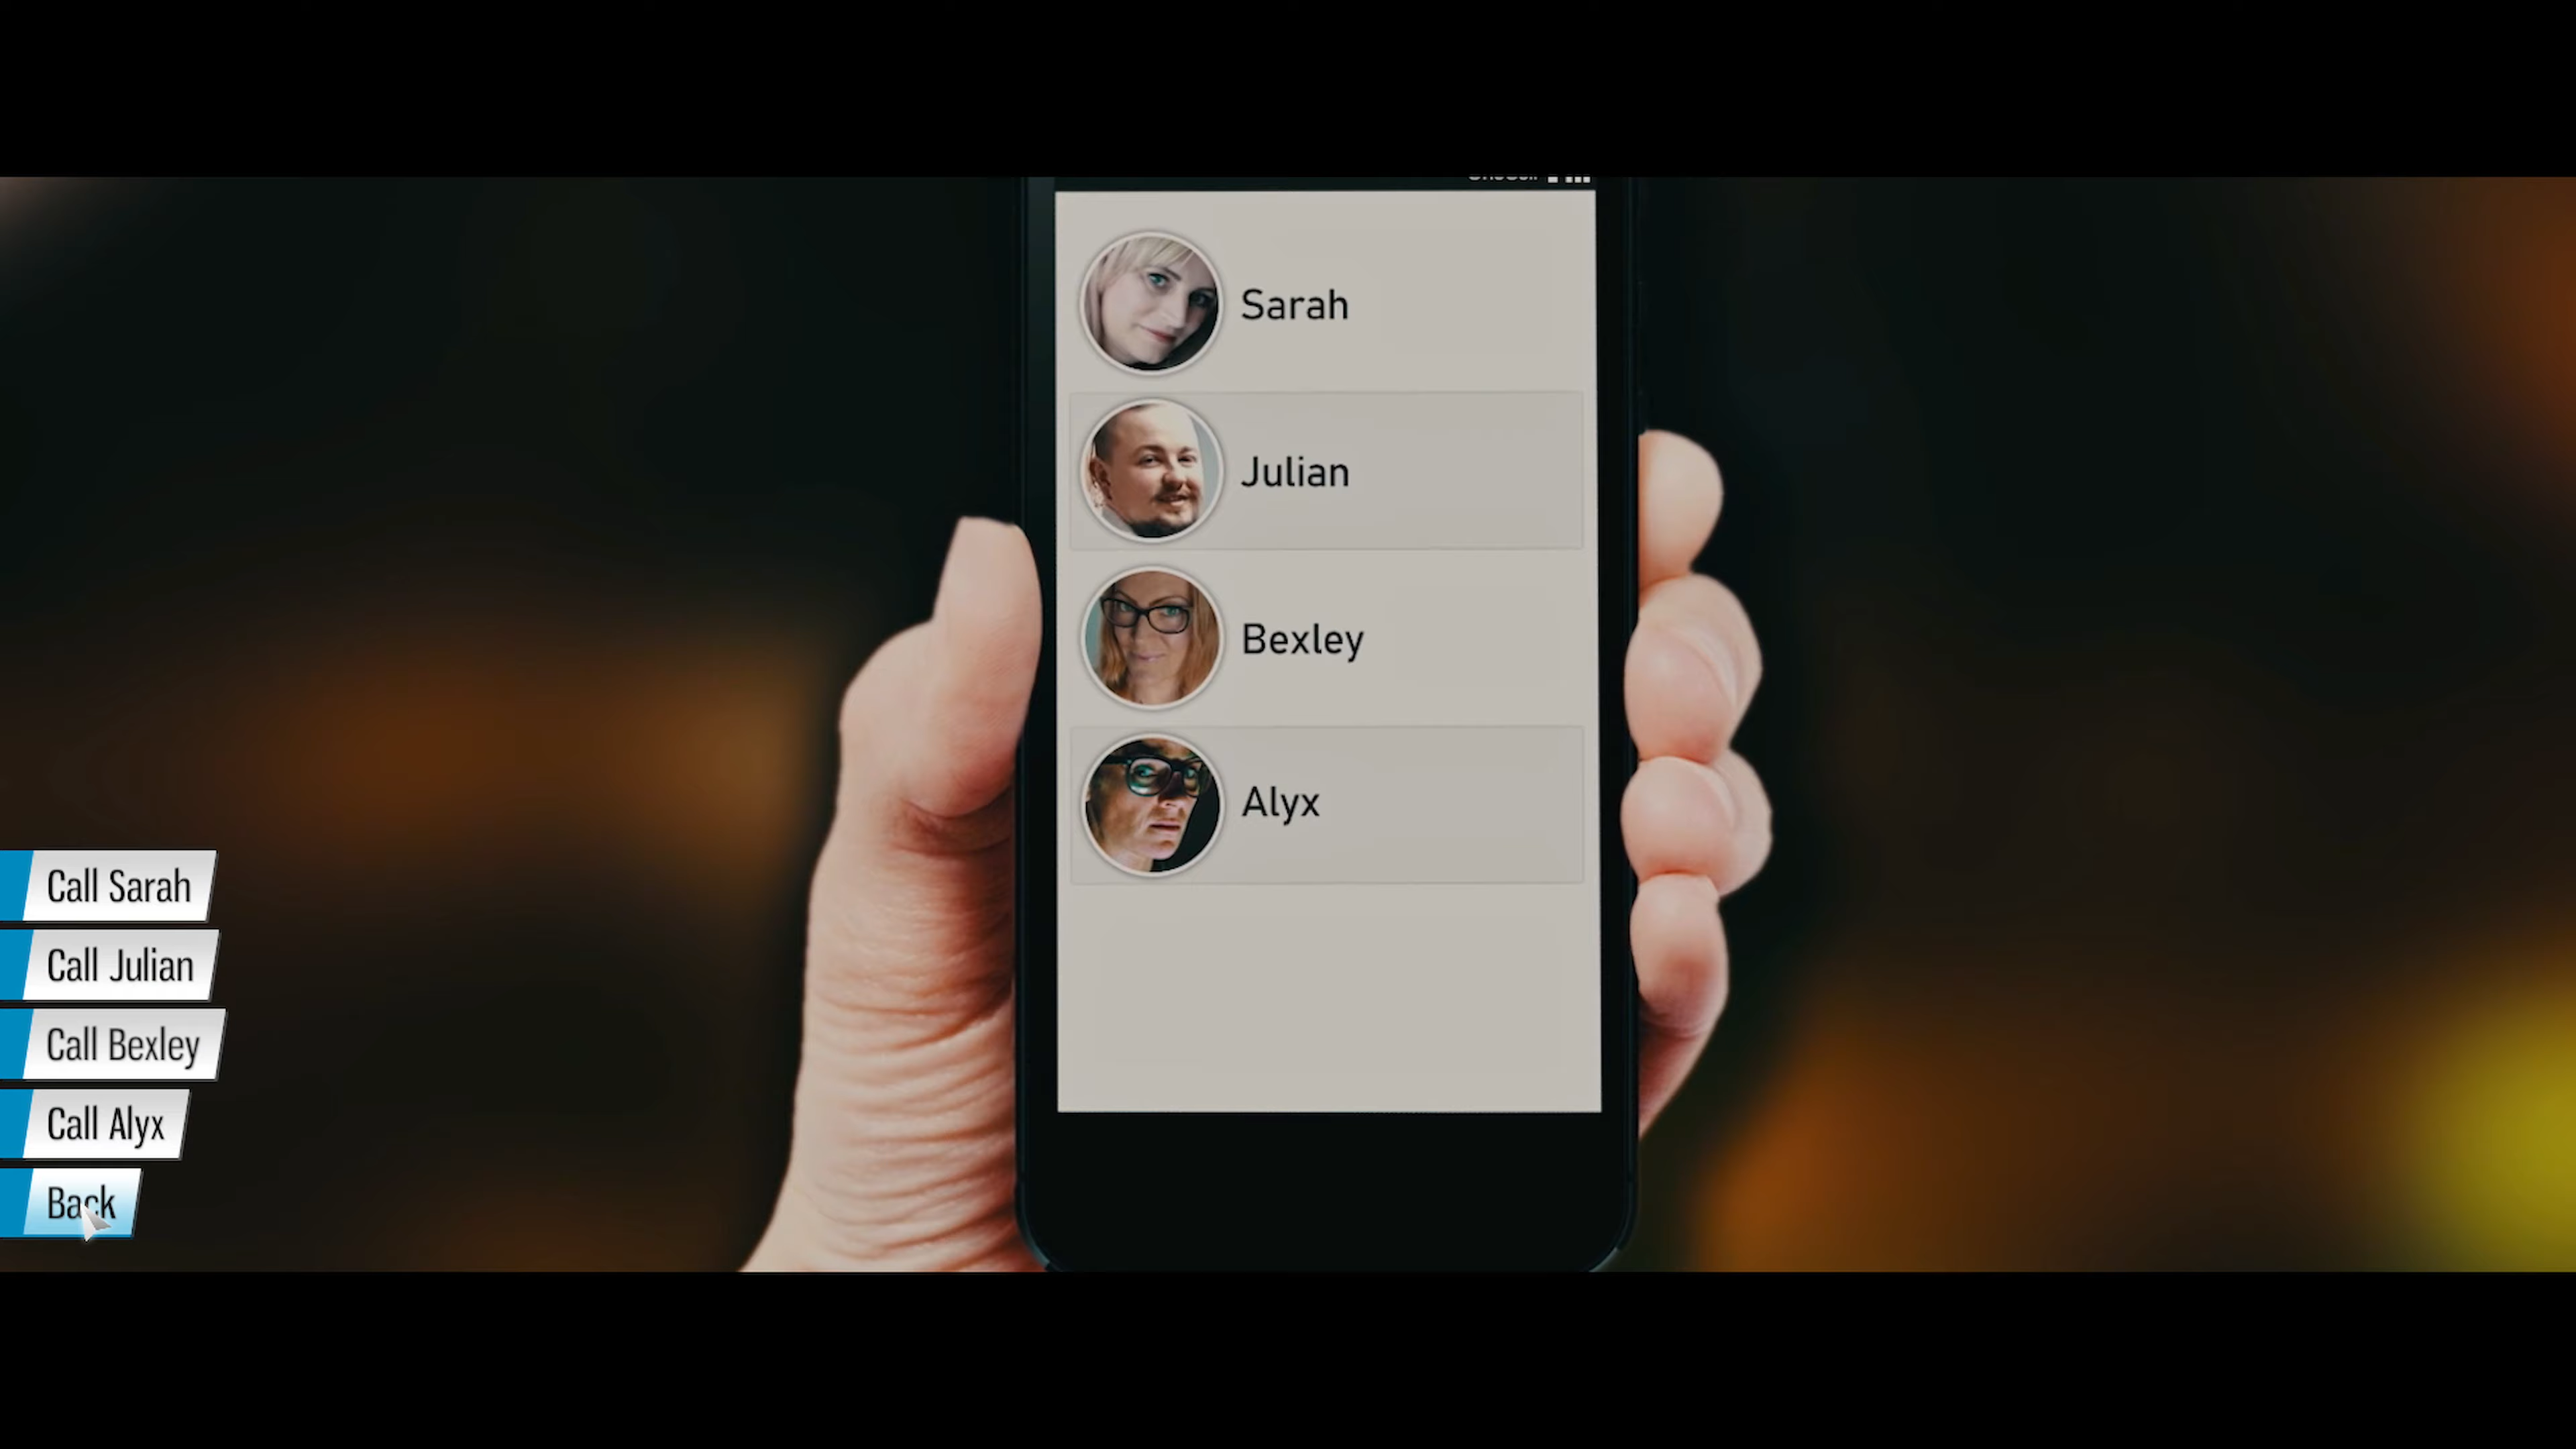 Sarah
Julian
Bexley
Alyx
Call Sarah
Call Julian
Call Bexley
Call Alyx
Back